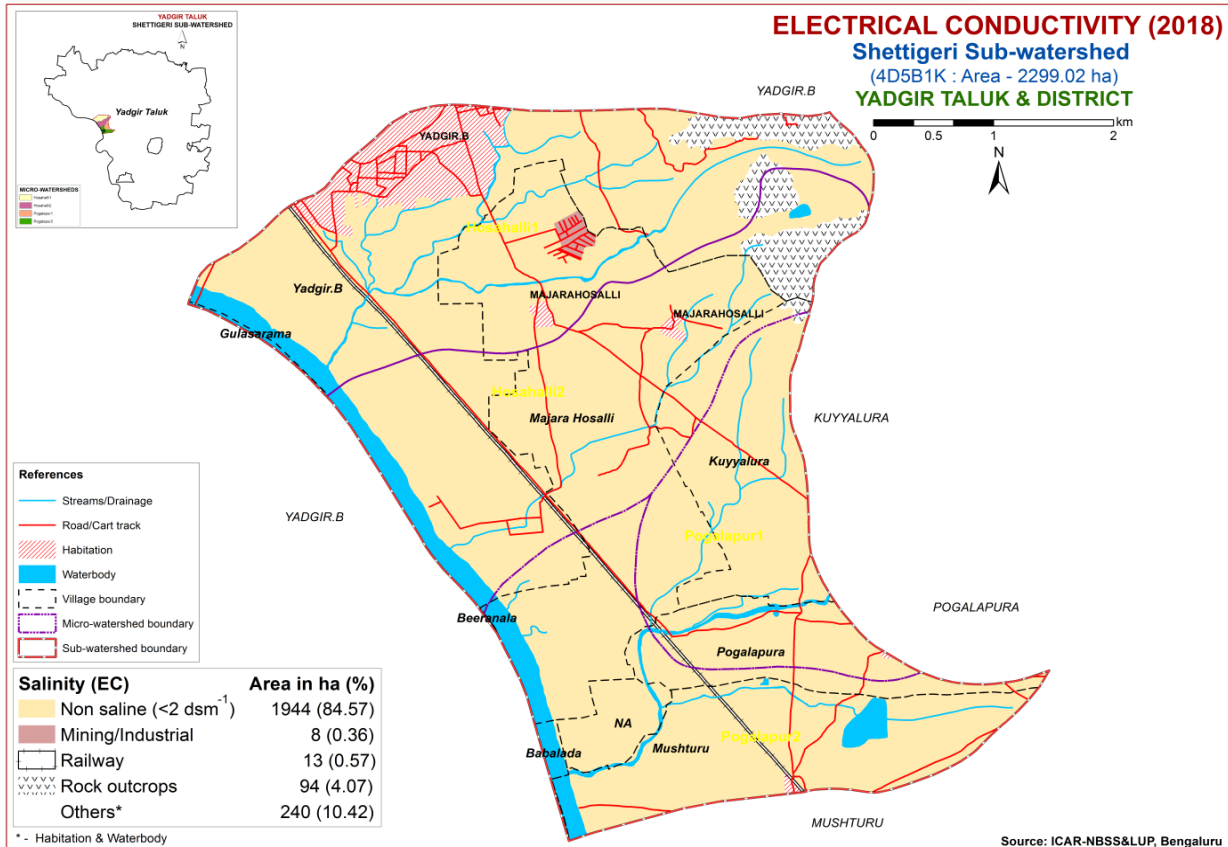 YADGIR TALUK
SHETTIGERI SUB-WATERSHED
N
Yadgir Taluk
MICRO-WATERSHEDS
Hosahalli1
Hosahalli2
Pogalapur1
Pogalapur2
ELECTRICAL CONDUCTIVITY (2018)
Shettigeri Sub-watershed
(4D5B1K : Area - 2299.02 ha)
YADGIR TALUK & DISTRICT
0 0.5 1 2 km
N
YADGIR.B
YADGIR.B
Hosahalli1
Yadgir.B
MAJARAHOSALLI
MAJARAHOSALLI
Gulasarama
Hosahalli2
Majara Hosalli
KUYYALURA
Kuyyalura
YADGIR.B
Pogalapur1
POGALAPURA
Beeranala
Pogalapura
NA
Mushturu
Pogalapur2
Babalada
MUSHTURU
References
Streams/Drainage
Road/Cart track
Habitation
Waterbody
Village boundary
Micro-watershed boundary
Sub-watershed boundary
Salinity (EC) Area in ha (%)
Non saline (<2 dsm⁻¹) 1944 (84.57)
Mining/Industrial 8 (0.36)
Railway 13 (0.57)
Rock outcrops 94 (4.07)
Others* 240 (10.42)
* - Habitation & Waterbody
Source: ICAR-NBSS&LUP, Bengaluru